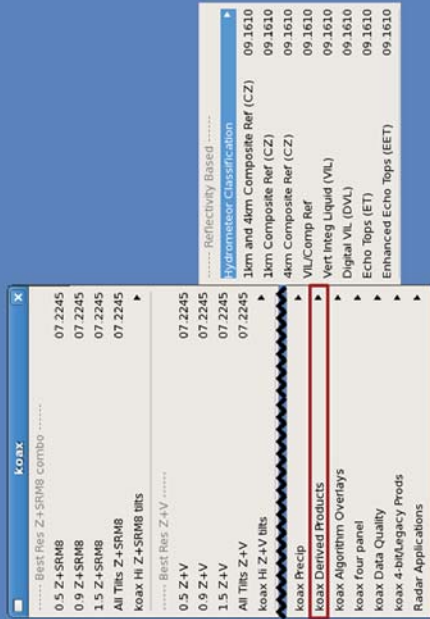 koax
------ Best Res Z+SRM8 combo ------
0.5 Z+SRM8 07.2245
0.9 Z+SRM8 07.2245
1.5 Z+SRM8 07.2245
All Tilts Z+SRM8 07.2245
koax Hi Z+SRM8 tilts
------ Best Res Z+V ------
0.5 Z+V 07.2245
0.9 Z+V 07.2245
1.5 Z+V 07.2245
All Tilts Z+V 07.2245
koax Hi Z+V tilts
koax Precip
koax Derived Products
koax Algorithm Overlays
koax four panel
koax Data Quality
koax 4-bit/Legacy Prods
Radar Applications
------ Reflectivity Based ------
Hydrometeor Classification
1km and 4km Composite Ref (CZ) 09.1610
1km Composite Ref (CZ) 09.1610
4km Composite Ref (CZ) 09.1610
VIL/Comp Ref 09.1610
Vert Integ Liquid (VIL) 09.1610
Digital VIL (DVL) 09.1610
Echo Tops (ET) 09.1610
Enhanced Echo Tops (EET) 09.1610